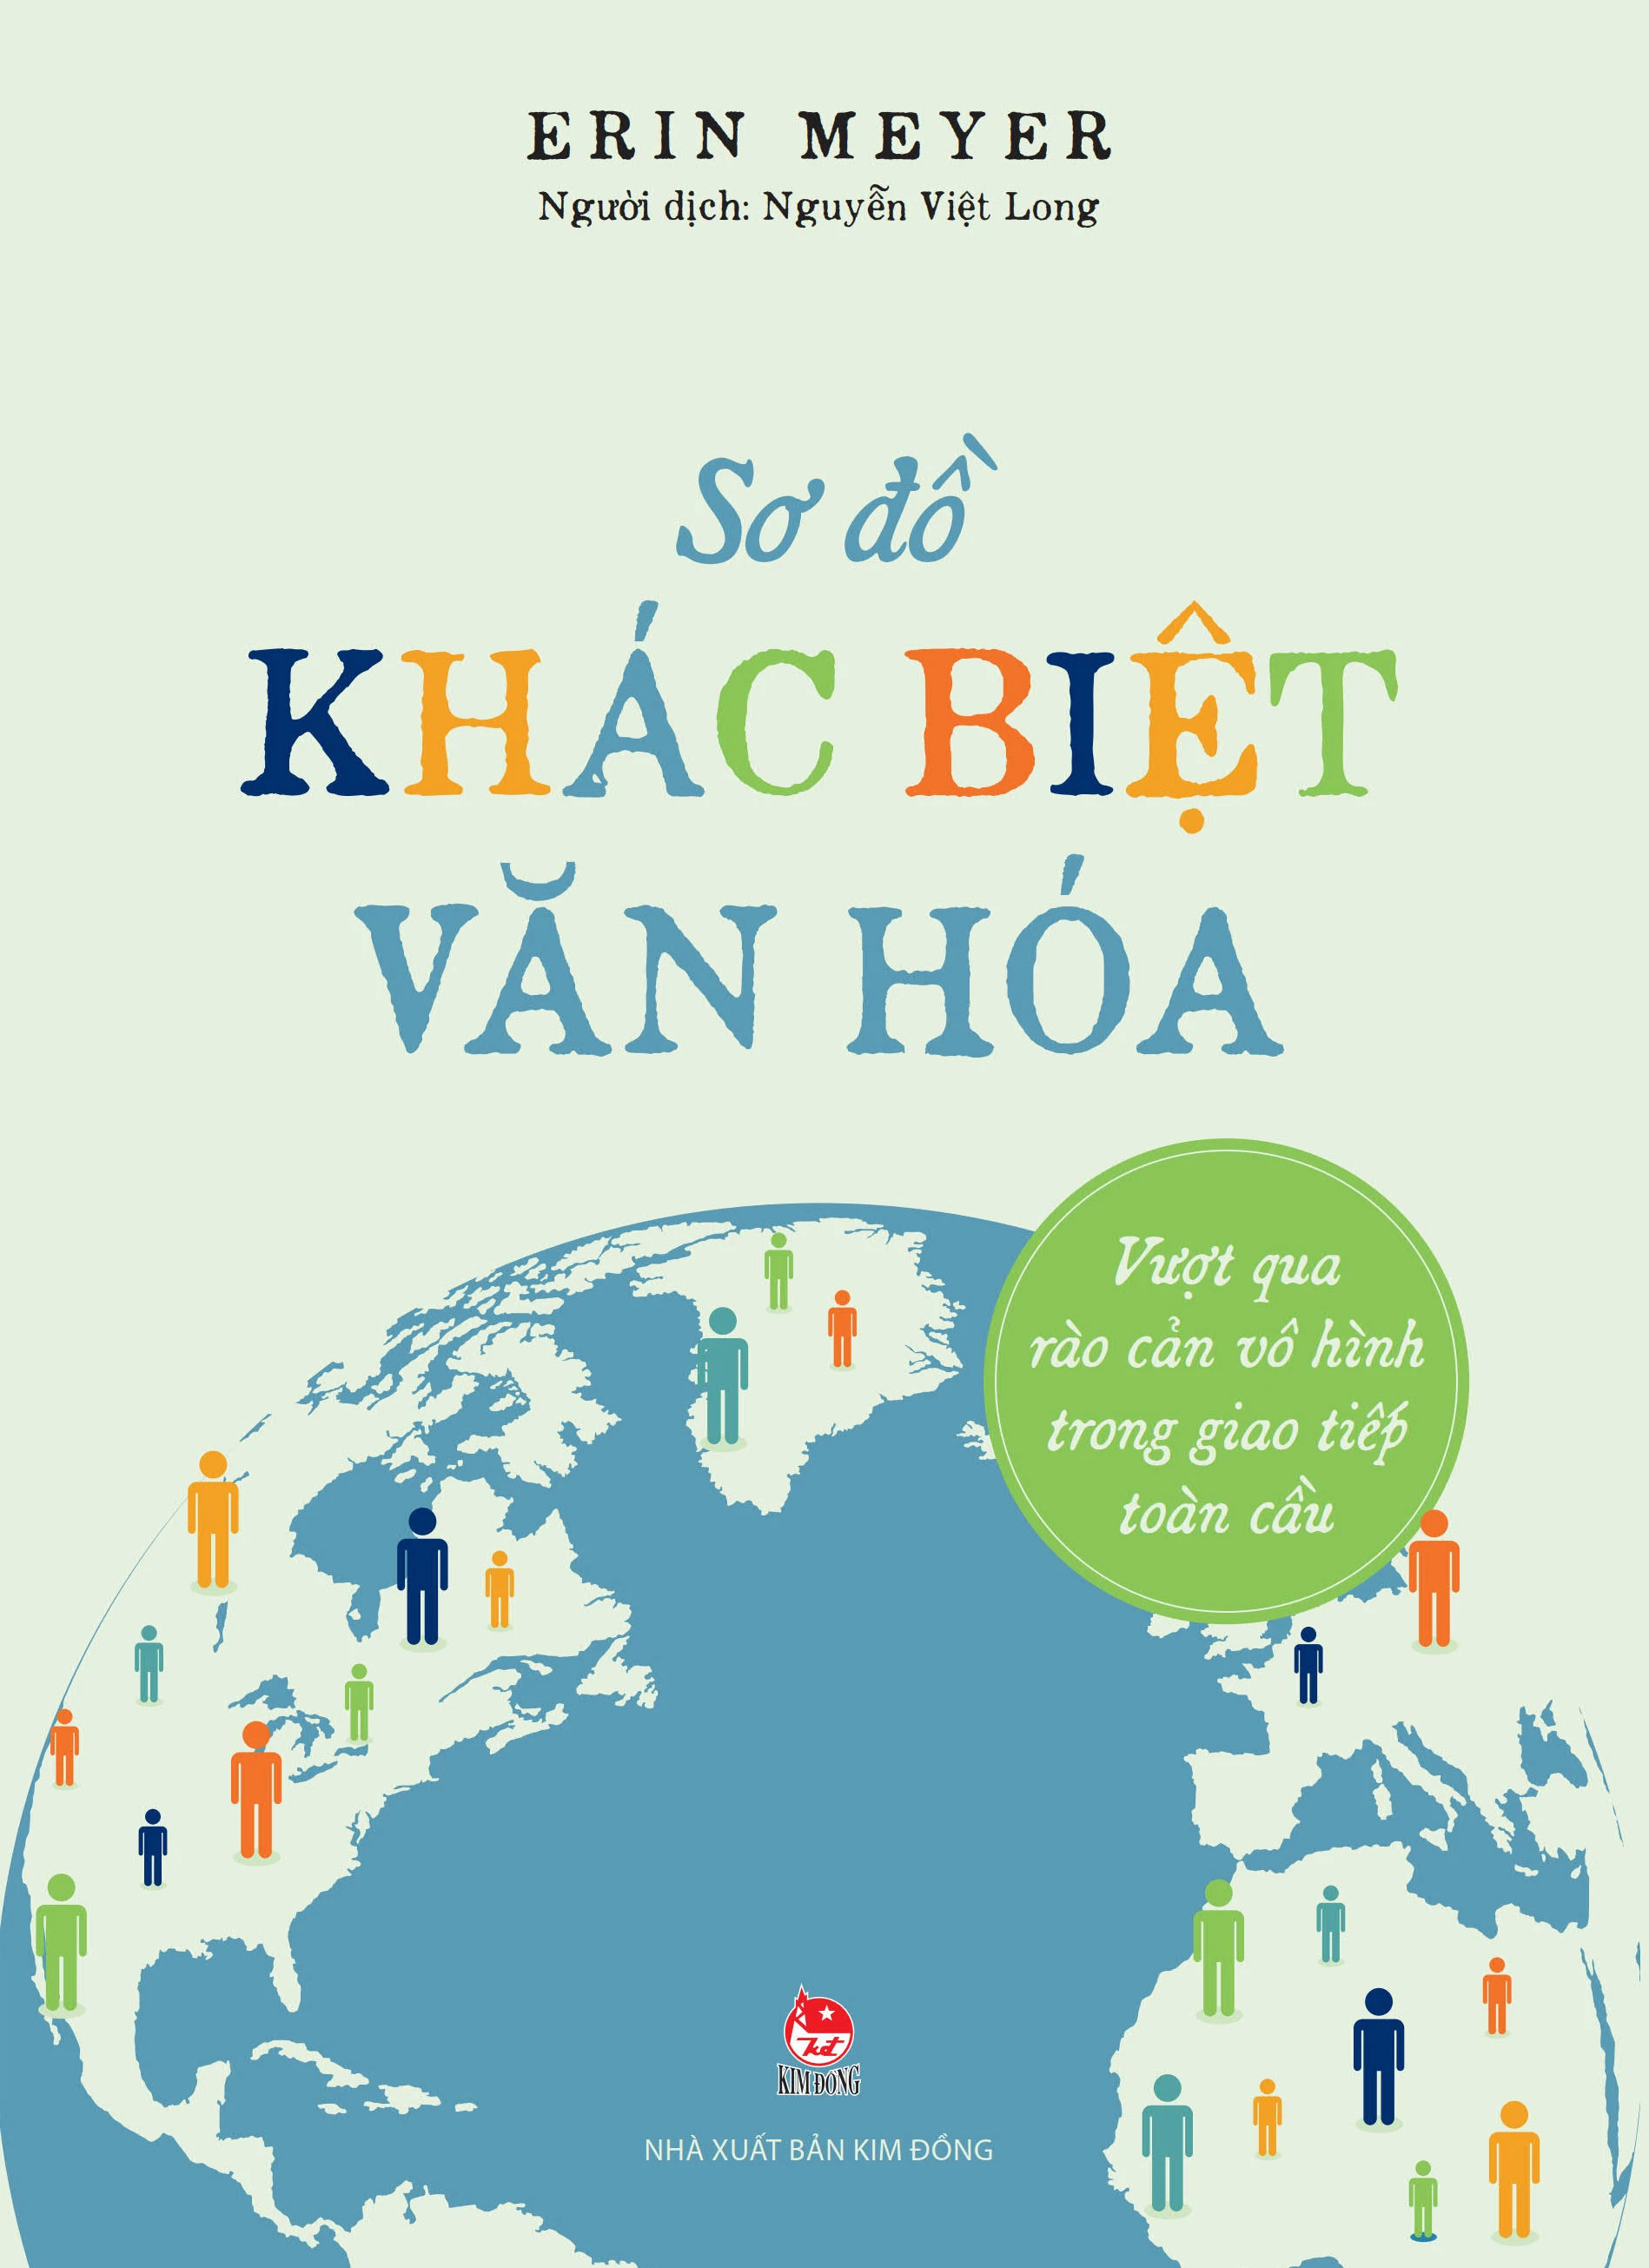 ERIN MEYER
Người dịch: Nguyễn Việt Long
Sơ đồ
KHÁC BIỆT
VĂN HÓA
Vượt qua
rào cản vô hình
trong giao tiếp
toàn cầu
kđ
KIM ĐỒNG
NHÀ XUẤT BẢN KIM ĐỒNG